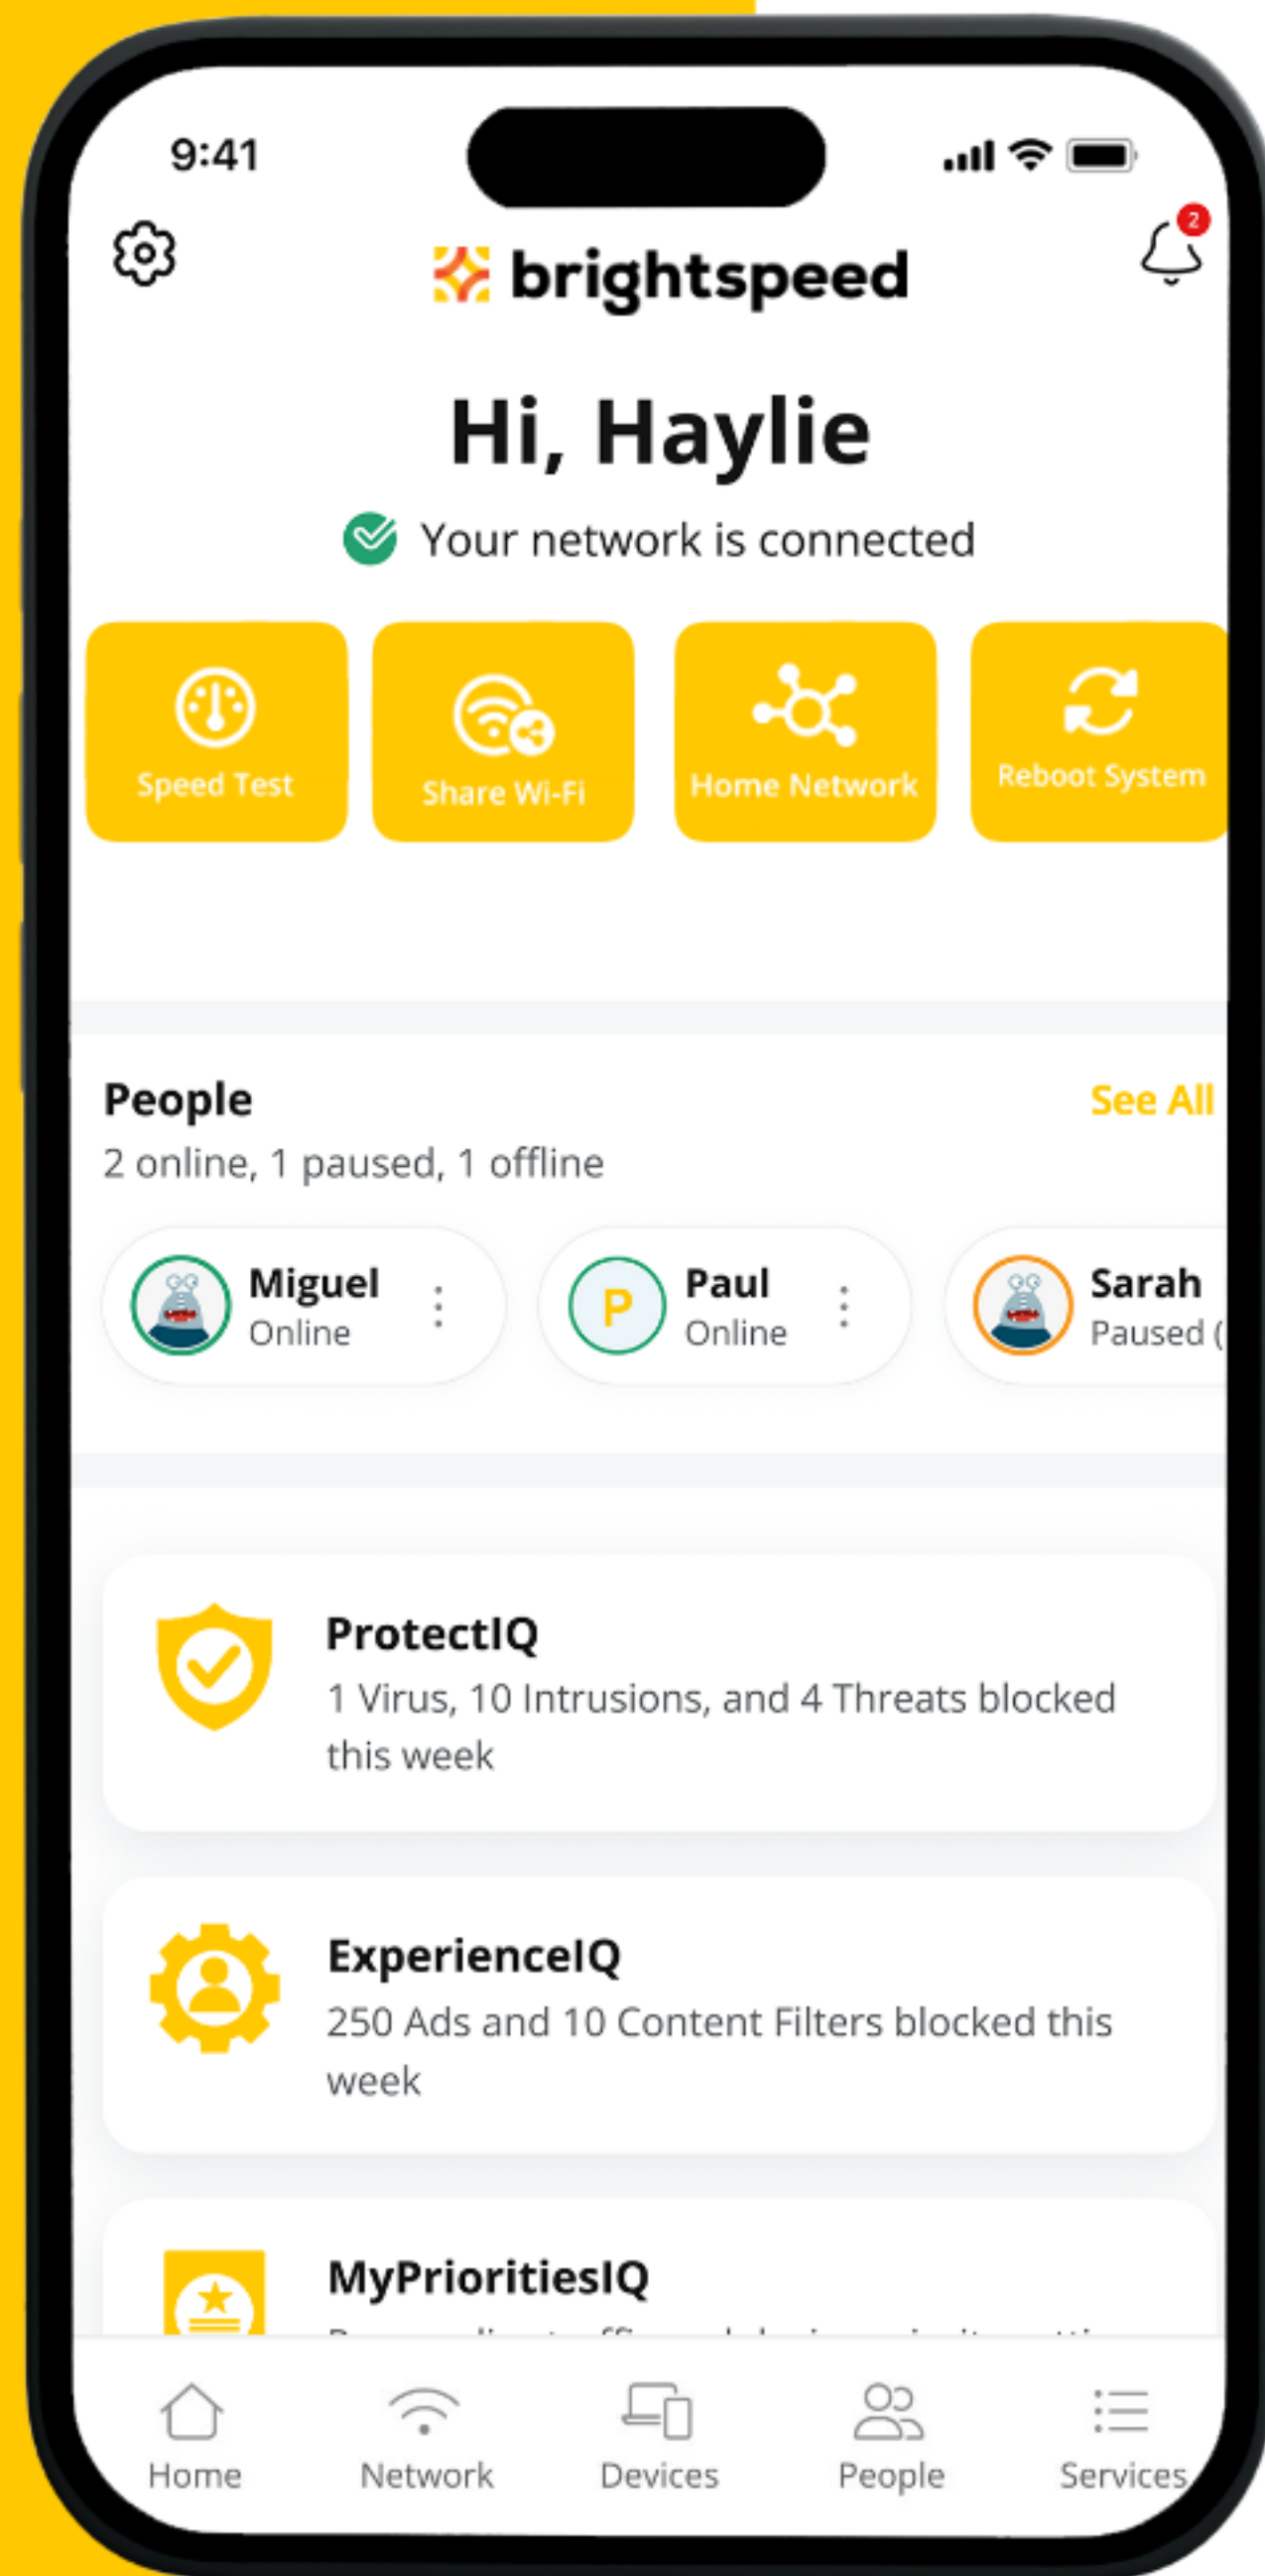 9:41
2
brightspeed
Hi, Haylie
Your network is connected
Speed Test
Share Wi-Fi
Home Network
Reboot System
People
See All
2 online, 1 paused, 1 offline
Miguel
Online
P
Paul
Online
Sarah
Paused (
ProtectIQ
1 Virus, 10 Intrusions, and 4 Threats blocked
this week
ExperienceIQ
250 Ads and 10 Content Filters blocked this
week
MyPrioritiesIQ
Home
Network
Devices
People
Services